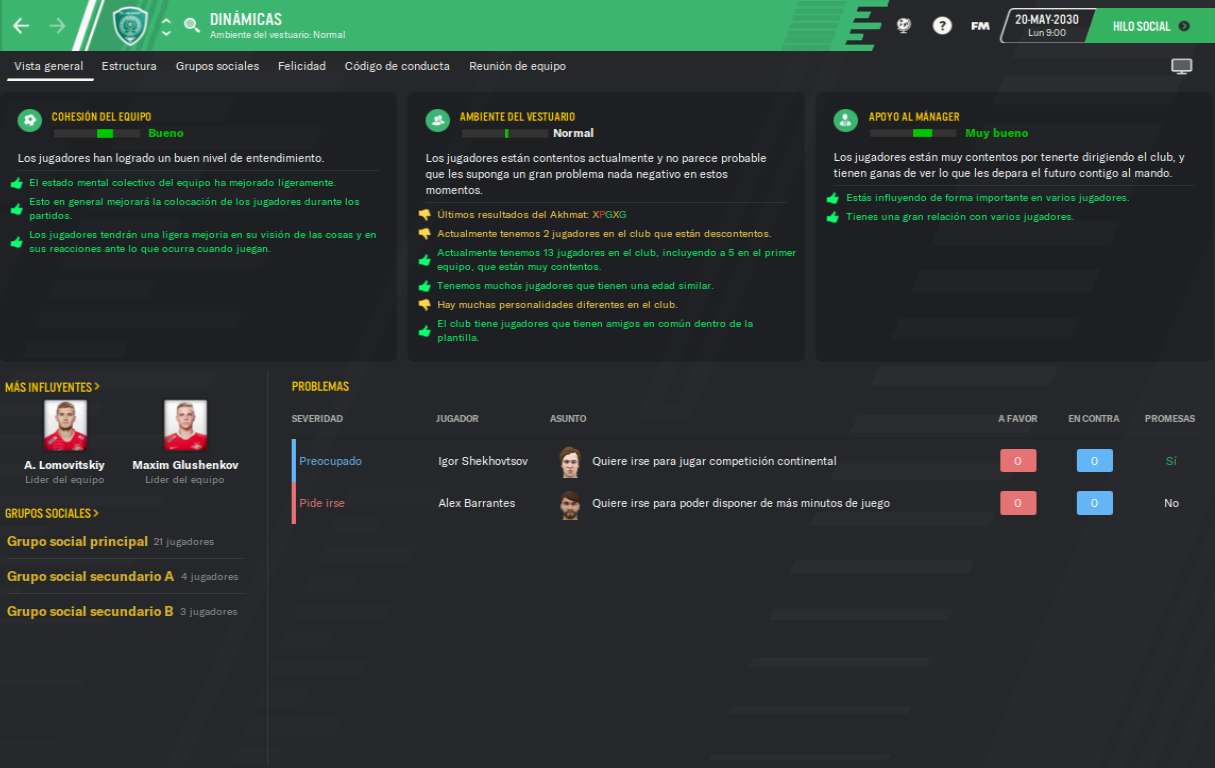 DINÁMICAS
Ambiente del vestuario: Normal
?
FM
20-MAY-2030
Lun 9:00
HILO SOCIAL
Vista general
Estructura
Grupos sociales
Felicidad
Código de conducta
Reunión de equipo
COHESIÓN DEL EQUIPO
Bueno
Los jugadores han logrado un buen nivel de entendimiento.
El estado mental colectivo del equipo ha mejorado ligeramente.
Esto en general mejorará la colocación de los jugadores durante los
partidos.
Los jugadores tendrán una ligera mejoría en su visión de las cosas y en
sus reacciones ante lo que ocurra cuando juegan.
AMBIENTE DEL VESTUARIO
Normal
Los jugadores están contentos actualmente y no parece probable
que les suponga un gran problema nada negativo en estos
momentos.
Últimos resultados del Akhmat: XPGXG
Actualmente tenemos 2 jugadores en el club que están descontentos.
Actualmente tenemos 13 jugadores en el club, incluyendo a 5 en el primer
equipo, que están muy contentos.
Tenemos muchos jugadores que tienen una edad similar.
Hay muchas personalidades diferentes en el club.
El club tiene jugadores que tienen amigos en común dentro de la
plantilla.
APOYO AL MÁNAGER
Muy bueno
Los jugadores están muy contentos por tenerte dirigiendo el club, y
tienen ganas de ver lo que les depara el futuro contigo al mando.
Estás influyendo de forma importante en varios jugadores.
Tienes una gran relación con varios jugadores.
MÁS INFLUYENTES >
A. Lomovitskiy
Líder del equipo
Maxim Glushenkov
Líder del equipo
GRUPOS SOCIALES >
Grupo social principal 21 jugadores
Grupo social secundario A 4 jugadores
Grupo social secundario B 3 jugadores
PROBLEMAS
SEVERIDAD JUGADOR ASUNTO A FAVOR EN CONTRA PROMESAS
Preocupado Igor Shekhovtsov Quiere irse para jugar competición continental 0 0 Sí
Pide irse Alex Barrantes Quiere irse para poder disponer de más minutos de juego 0 0 No